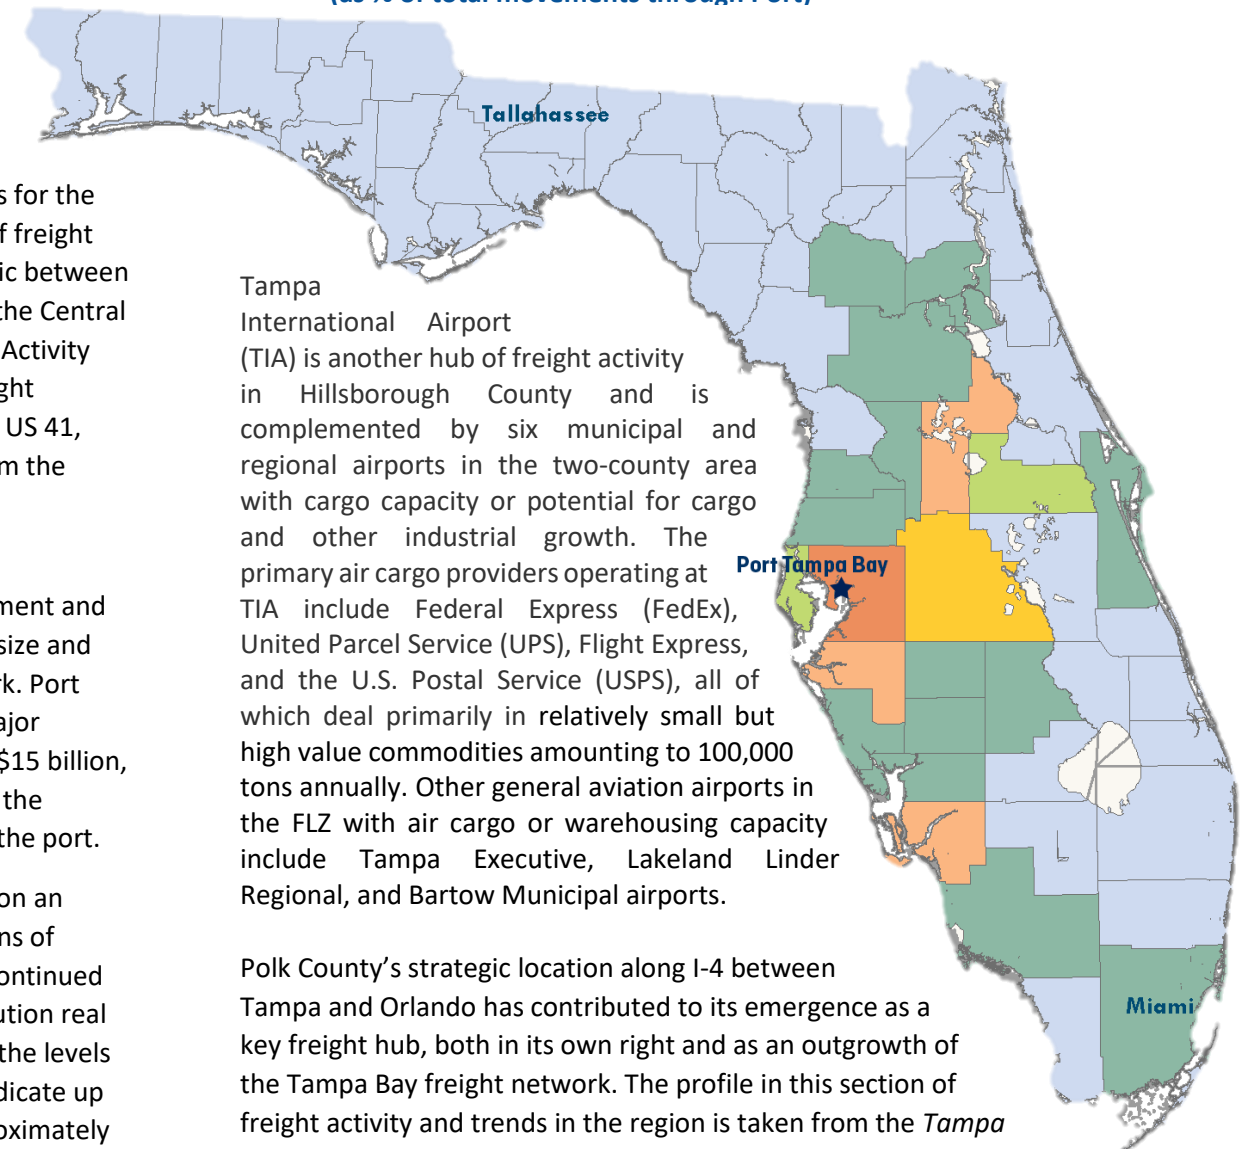 (as % of total movements through Port)
s for the
f freight
ic between
the Central
Activity
ght
US 41,
m the
ment and
size and
rk. Port
ajor
$15 billion,
the
the port.
on an
ns of
ontinued
ution real
the levels
dicate up
oximately
Tampa
International Airport
(TIA) is another hub of freight activity
in Hillsborough County and is
complemented by six municipal and
regional airports in the two-county area
with cargo capacity or potential for cargo
and other industrial growth. The
primary air cargo providers operating at
TIA include Federal Express (FedEx),
United Parcel Service (UPS), Flight Express,
and the U.S. Postal Service (USPS), all of
which deal primarily in relatively small but
high value commodities amounting to 100,000
tons annually. Other general aviation airports in
the FLZ with air cargo or warehousing capacity
include Tampa Executive, Lakeland Linder
Regional, and Bartow Municipal airports.
Polk County's strategic location along I-4 between
Tampa and Orlando has contributed to its emergence as a
key freight hub, both in its own right and as an outgrowth of
the Tampa Bay freight network. The profile in this section of
freight activity and trends in the region is taken from the Tampa
Tallahassee
Port Tampa Bay
Miami